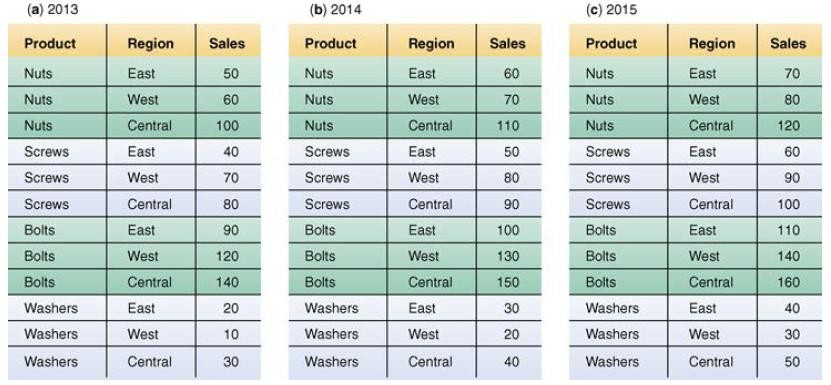 (a) 2013
Product Region Sales
Nuts East 50
Nuts West 60
Nuts Central 100
Screws East 40
Screws West 70
Screws Central 80
Bolts East 90
Bolts West 120
Bolts Central 140
Washers East 20
Washers West 10
Washers Central 30
(b) 2014
Product Region Sales
Nuts East 60
Nuts West 70
Nuts Central 110
Screws East 50
Screws West 80
Screws Central 90
Bolts East 100
Bolts West 130
Bolts Central 150
Washers East 30
Washers West 20
Washers Central 40
(c) 2015
Product Region Sales
Nuts East 70
Nuts West 80
Nuts Central 120
Screws East 60
Screws West 90
Screws Central 100
Bolts East 110
Bolts West 140
Bolts Central 160
Washers East 40
Washers West 30
Washers Central 50